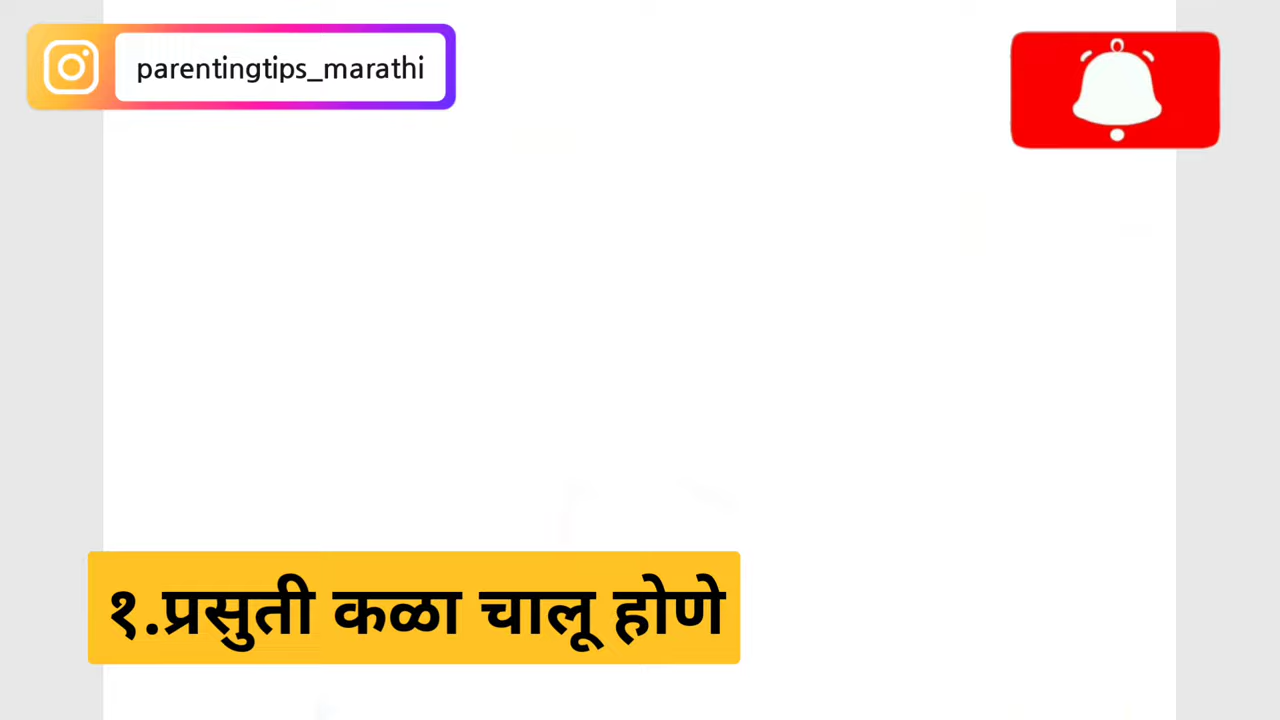 parentingtips_marathi
१.प्रसुती कळा चालू होणे